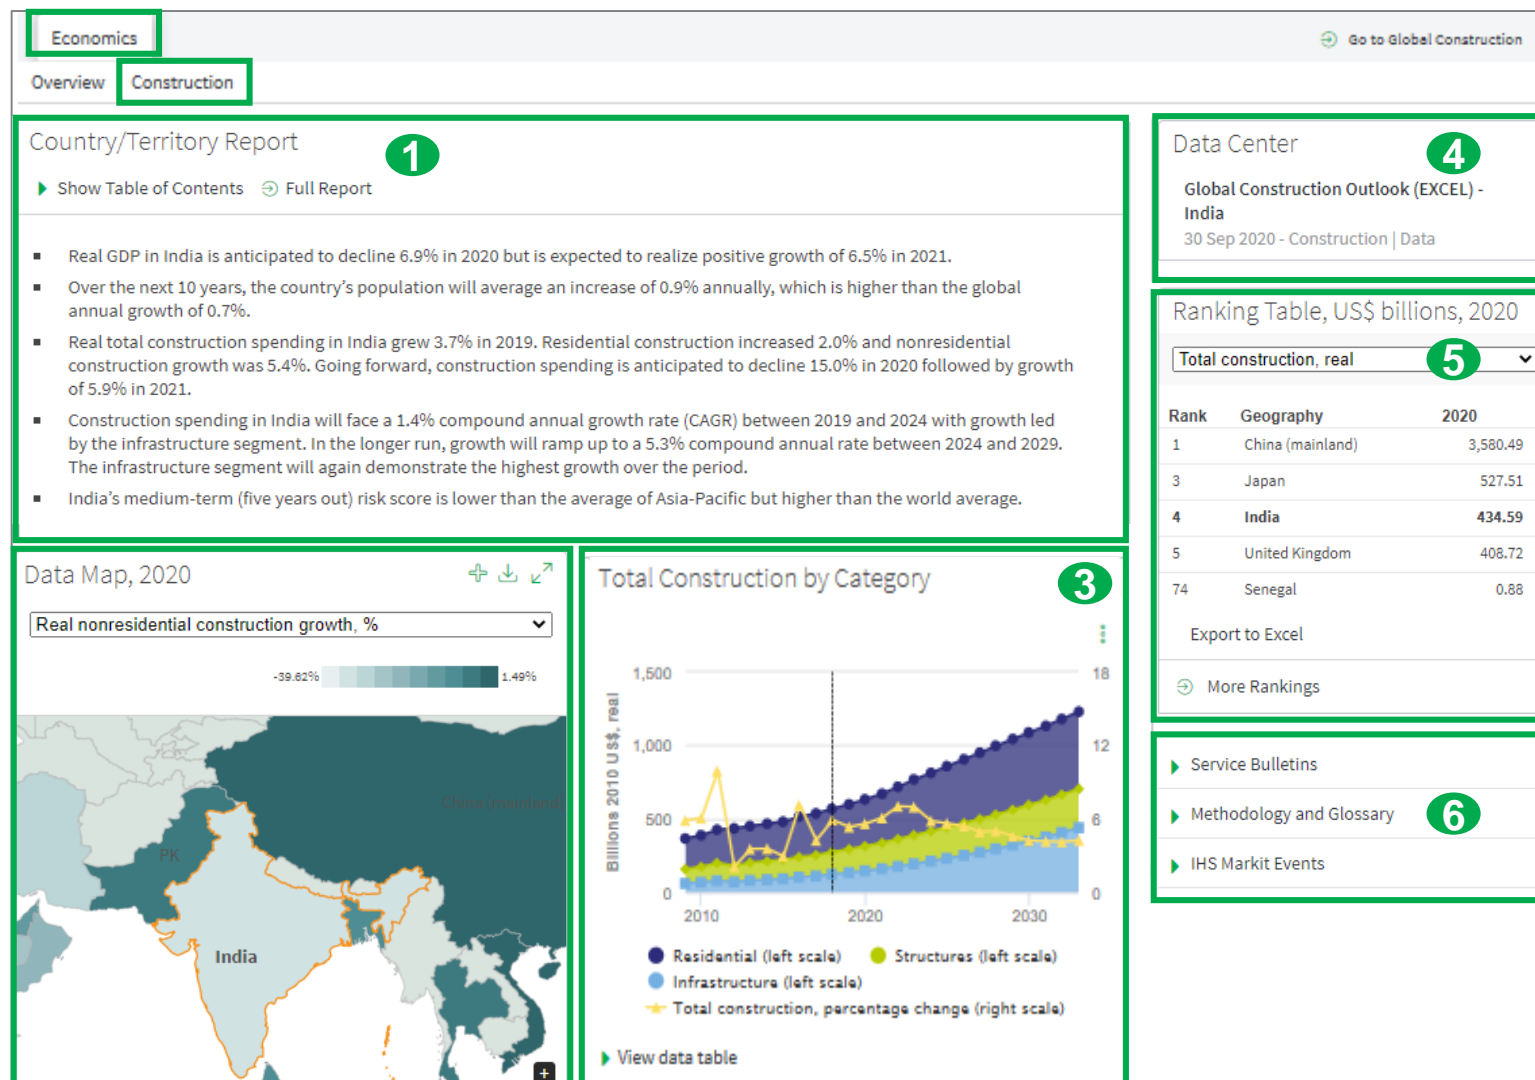 Economics
Go to Global Construction
Overview Construction
Country/Territory Report
1
Show Table of Contents Full Report
Real GDP in India is anticipated to decline 6.9% in 2020 but is expected to realize positive growth of 6.5% in 2021.
Over the next 10 years, the country’s population will average an increase of 0.9% annually, which is higher than the global
annual growth of 0.7%.
Real total construction spending in India grew 3.7% in 2019. Residential construction increased 2.0% and nonresidential
construction growth was 5.4%. Going forward, construction spending is anticipated to decline 15.0% in 2020 followed by growth
of 5.9% in 2021.
Construction spending in India will face a 1.4% compound annual growth rate (CAGR) between 2019 and 2024 with growth led
by the infrastructure segment. In the longer run, growth will ramp up to a 5.3% compound annual rate between 2024 and 2029.
The infrastructure segment will again demonstrate the highest growth over the period.
India’s medium-term (five years out) risk score is lower than the average of Asia-Pacific but higher than the world average.
Data Map, 2020
Real nonresidential construction growth, %
-39.62% 1.49%
China (mainland)
PK
India
+
Total Construction by Category
3
1,500 18
1,000 12
500 6
0 0
Billions 2010 US$, real
2010 2020 2030
Residential (left scale) Structures (left scale)
Infrastructure (left scale)
Total construction, percentage change (right scale)
View data table
Data Center
4
Global Construction Outlook (EXCEL) -
India
30 Sep 2020 - Construction | Data
Ranking Table, US$ billions, 2020
Total construction, real
5
Rank Geography 2020
1 China (mainland) 3,580.49
3 Japan 527.51
4 India 434.59
5 United Kingdom 408.72
74 Senegal 0.88
Export to Excel
More Rankings
Service Bulletins
Methodology and Glossary
6
IHS Markit Events